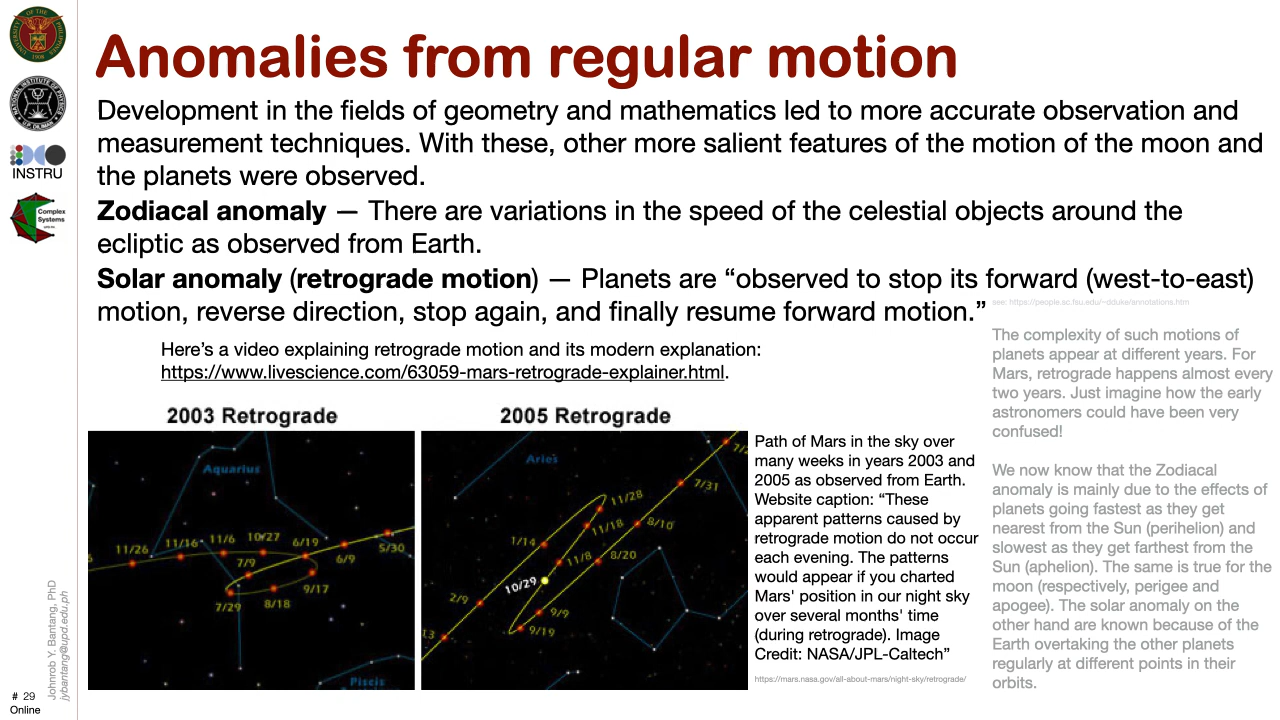 Anomalies from regular motion
Development in the fields of geometry and mathematics led to more accurate observation and
measurement techniques. With these, other more salient features of the motion of the moon and
the planets were observed.
Zodiacal anomaly — There are variations in the speed of the celestial objects around the
ecliptic as observed from Earth.
Solar anomaly (retrograde motion) — Planets are “observed to stop its forward (west-to-east)
motion, reverse direction, stop again, and finally resume forward motion.”
see: https://people.sc.fsu.edu/~dduke/annotations.htm
Here’s a video explaining retrograde motion and its modern explanation:
https://www.livescience.com/63059-mars-retrograde-explainer.html.
2003 Retrograde
Aquarius
11/26
11/16
11/6
10/27
6/19
6/9
5/30
7/9
9/17
7/29
8/18
Piscis
2005 Retrograde
Aries
7/31
11/28
11/18
8/10
1/14
11/8
8/20
10/29
2/9
9/9
9/19
13
Path of Mars in the sky over
many weeks in years 2003 and
2005 as observed from Earth.
Website caption: “These
apparent patterns caused by
retrograde motion do not occur
each evening. The patterns
would appear if you charted
Mars' position in our night sky
over several months' time
(during retrograde). Image
Credit: NASA/JPL-Caltech”
https://mars.nasa.gov/all-about-mars/night-sky/retrograde/
The complexity of such motions of
planets appear at different years. For
Mars, retrograde happens almost every
two years. Just imagine how the early
astronomers could have been very
confused!
We now know that the Zodiacal
anomaly is mainly due to the effects of
planets going fastest as they get
nearest from the Sun (perihelion) and
slowest as they get farthest from the
Sun (aphelion). The same is true for the
moon (respectively, perigee and
apogee). The solar anomaly on the
other hand are known because of the
Earth overtaking the other planets
regularly at different points in their
orbits.
INSTRU
Complex
Systems
Johnrob Y. Bantang, PhD
jybantang@upd.edu.ph
# 29
Online